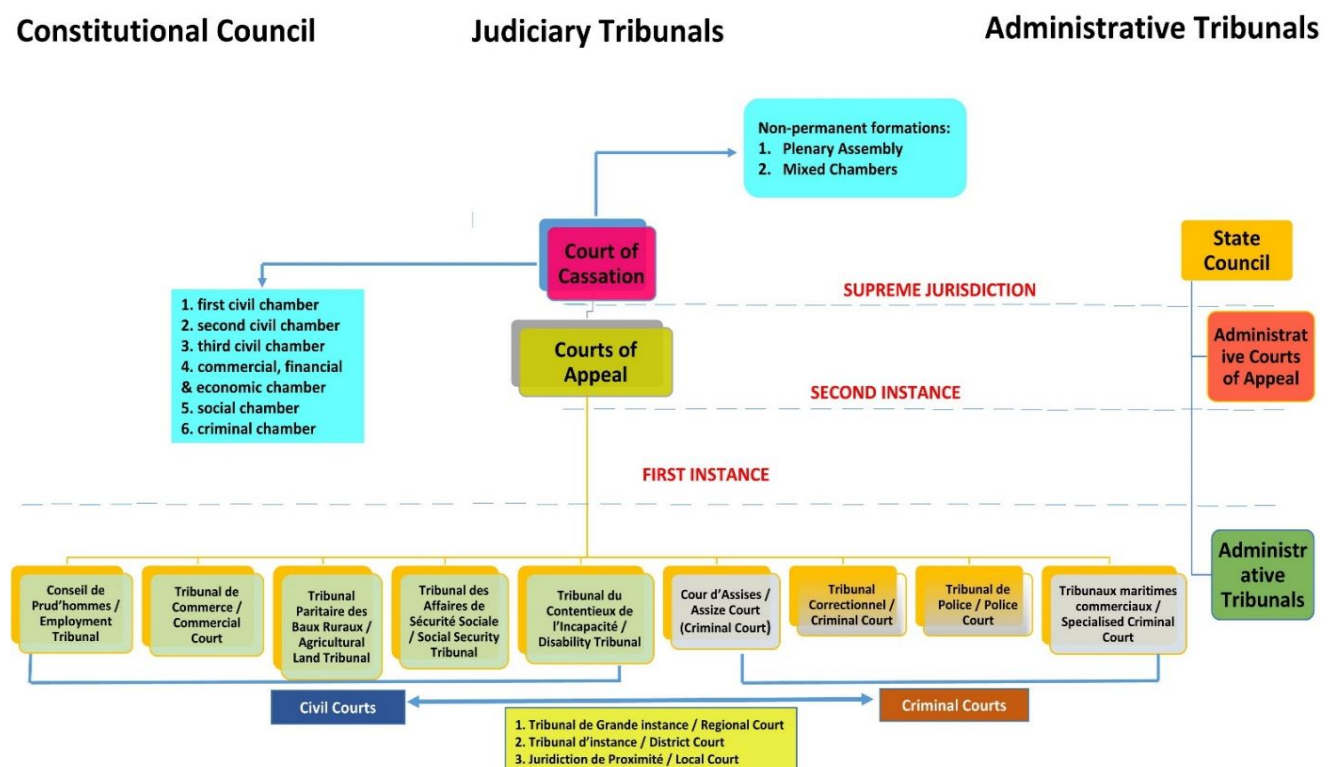 Constitutional Council
Judiciary Tribunals
Administrative Tribunals
Non-permanent formations:
1. Plenary Assembly
2. Mixed Chambers
Court of
Cassation
State
Council
SUPREME JURISDICTION
1. first civil chamber
2. second civil chamber
3. third civil chamber
4. commercial, financial
& economic chamber
5. social chamber
6. criminal chamber
Courts of
Appeal
Administrat
ive Courts
of Appeal
SECOND INSTANCE
FIRST INSTANCE
Conseil de
Prud'hommes /
Employment
Tribunal
Tribunal de
Commerce /
Commercial
Court
Tribunal
Paritaire des
Baux Ruraux /
Agricultural
Land Tribunal
Tribunal des
Affaires de
Sécurité Sociale
/ Social Security
Tribunal
Tribunal du
Contentieux de
l'Incapacité /
Disability Tribunal
Cour d'Assises /
Assize Court
(Criminal Court)
Tribunal
Correctionnel /
Criminal Court
Tribunal de
Police / Police
Court
Tribunaux maritimes
commerciaux /
Specialised Criminal
Court
Administr
ative
Tribunals
Civil Courts
Criminal Courts
1. Tribunal de Grande instance / Regional Court
2. Tribunal d'instance / District Court
3. Juridiction de Proximité / Local Court